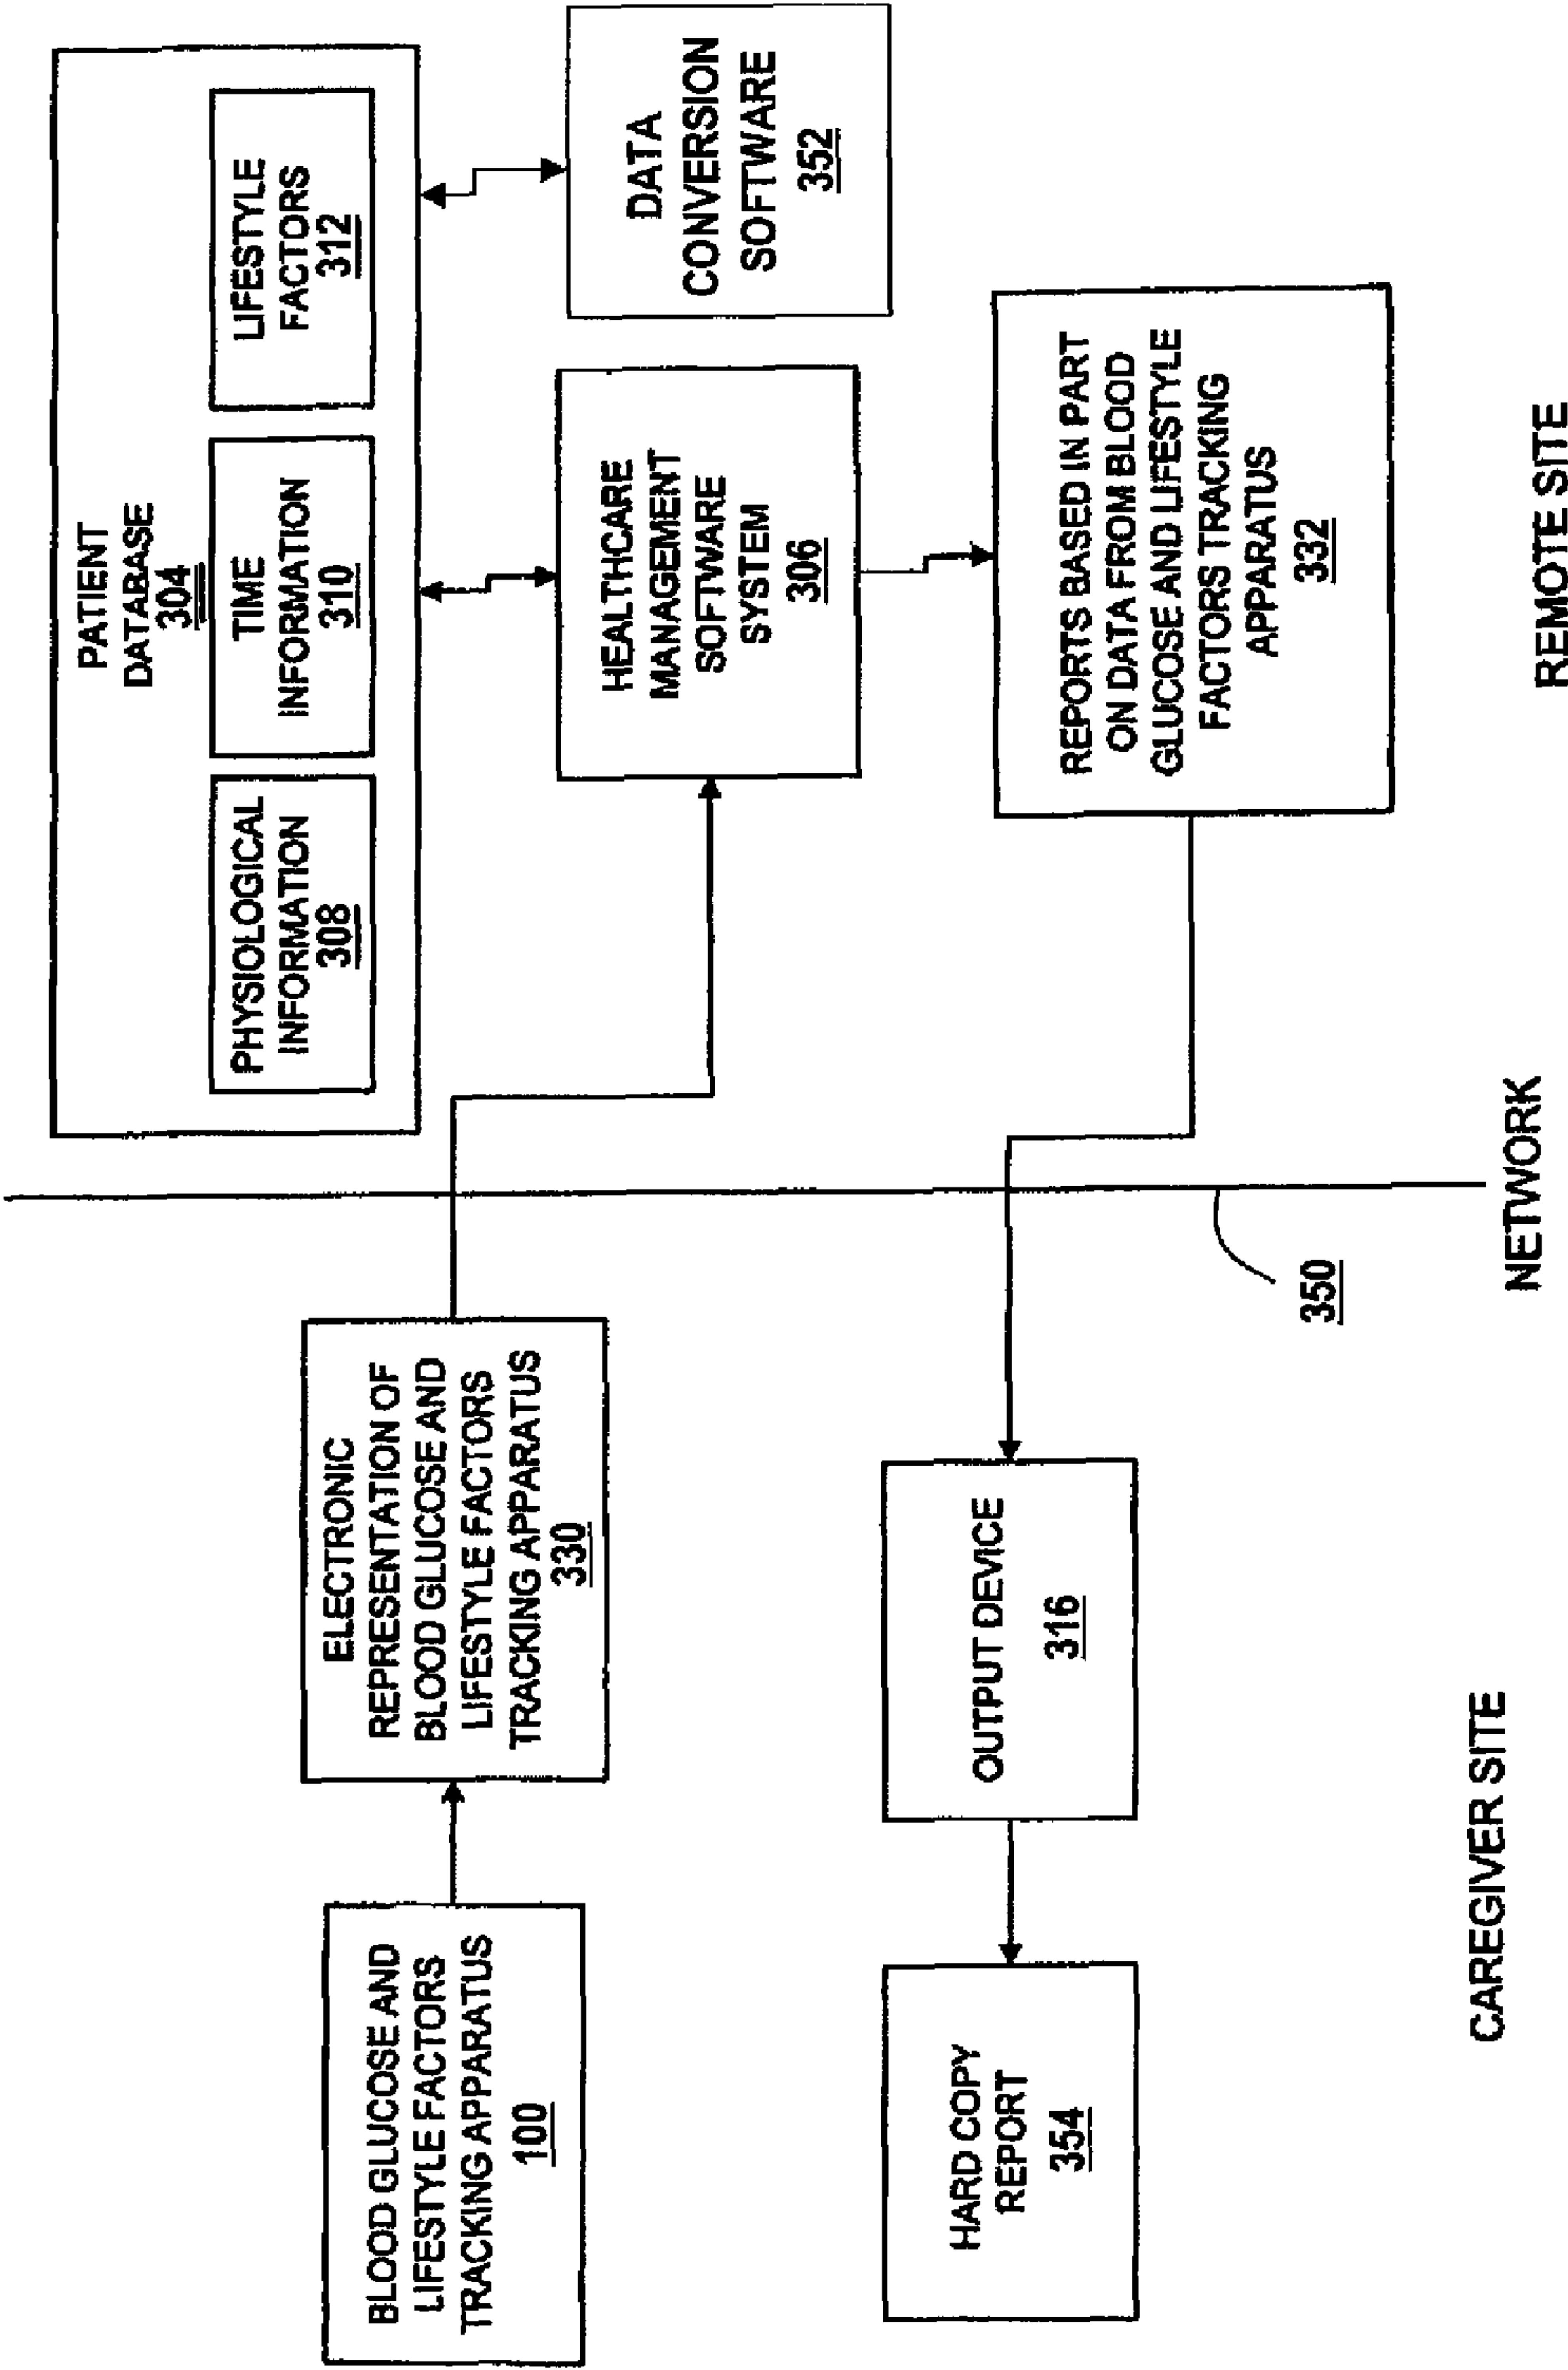 BLOOD GLUCOSE AND
LIFESTYLE FACTORS
TRACKING APPARATUS
100
ELECTRONIC
REPRESENTATION OF
BLOOD GLUCOSE AND
LIFESTYLE FACTORS
TRACKING APPARATUS
330
PATIENT
DATABASE
304
PHYSIOLOGICAL
INFORMATION
308
TIME
INFORMATION
310
LIFESTYLE
FACTORS
312
HEALTHCARE
MANAGEMENT
SOFTWARE
SYSTEM
306
DATA
CONVERSION
SOFTWARE
352
HARD COPY
REPORT
354
OUTPUT DEVICE
316
REPORTS BASED IN PART
ON DATA FROM BLOOD
GLUCOSE AND LIFESTYLE
FACTORS TRACKING
APPARATUS
332
350
CAREGIVER SITE
NETWORK
REMOTE SITE